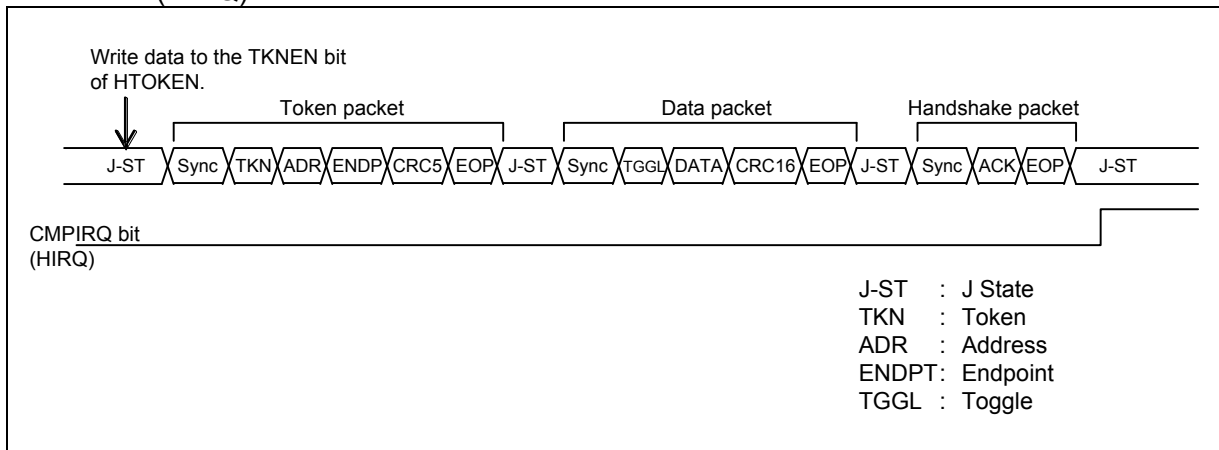 Write data to the TKNEN bit
of HTOKEN.
Token packet Data packet Handshake packet
J-ST Sync TKN ADR ENDP CRC5 EOP J-ST Sync TGGL DATA CRC16 EOP J-ST Sync ACK EOP J-ST
CMPIRQ bit
(HIRQ)
J-ST : J State
TKN : Token
ADR : Address
ENDPT: Endpoint
TGGL : Toggle